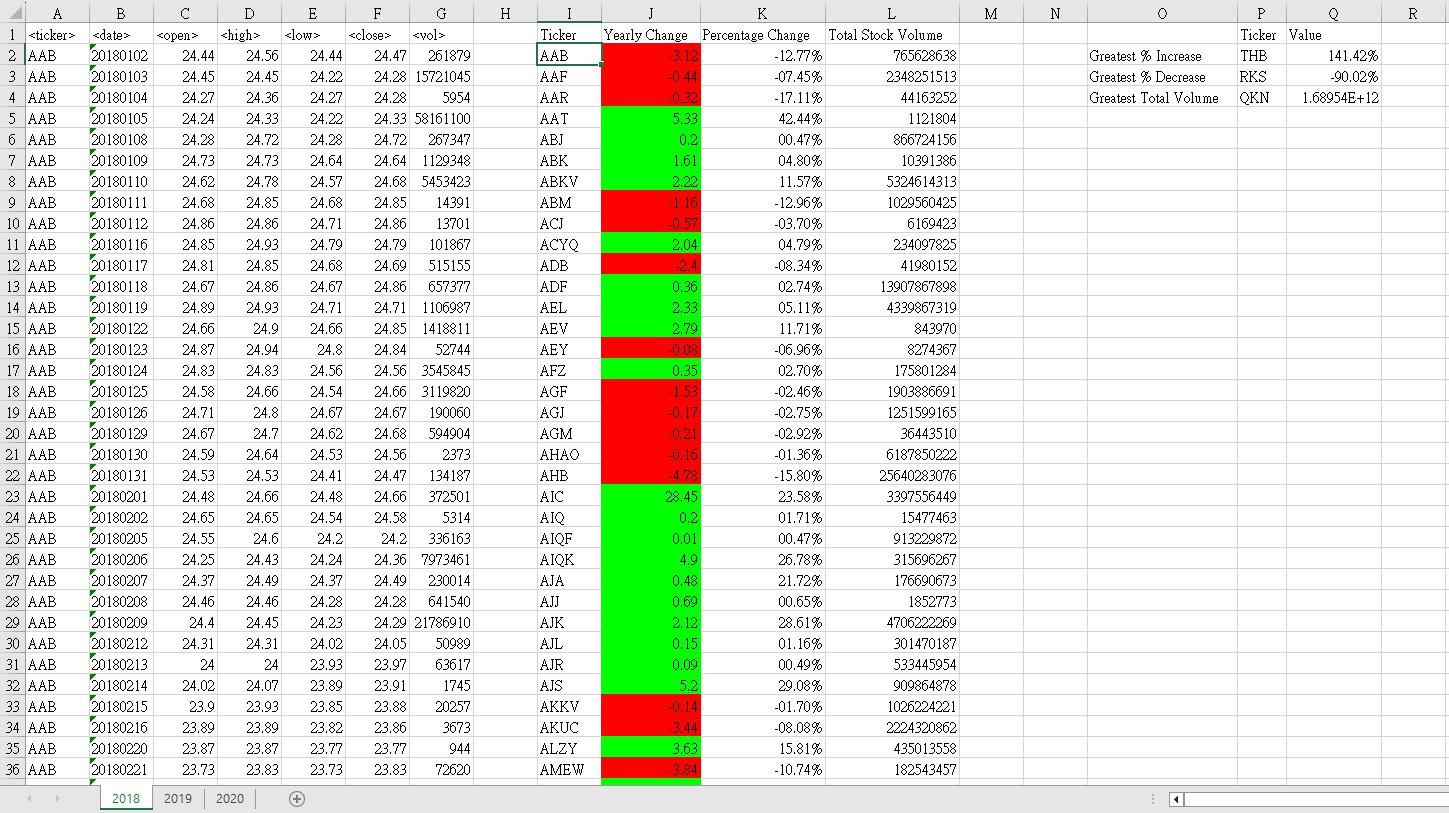 A B C D E F G H I J K L M N O P Q R
1 <ticker> <date> <open> <high> <low> <close> <vol> Ticker Yearly Change Percentage Change Total Stock Volume Ticker Value
2 AAB 20180102 24.44 24.56 24.44 24.47 261879 AAB -3.12 -12.77% 765628638 Greatest % Increase THB 141.42%
3 AAB 20180103 24.45 24.45 24.22 24.28 15721045 AAF -0.44 -07.45% 2348251513 Greatest % Decrease RKS -90.02%
4 AAB 20180104 24.27 24.36 24.27 24.28 5954 AAR -0.32 -17.11% 44163252 Greatest Total Volume QKN 1.68954E+12
5 AAB 20180105 24.24 24.33 24.22 24.33 58161100 AAT 5.33 42.44% 1121804
6 AAB 20180108 24.28 24.72 24.28 24.72 267347 ABJ 0.2 00.47% 866724156
7 AAB 20180109 24.73 24.73 24.64 24.64 1129348 ABK 1.61 04.80% 10391386
8 AAB 20180110 24.62 24.78 24.57 24.68 5453423 ABKV 2.22 11.57% 5324614313
9 AAB 20180111 24.68 24.85 24.68 24.85 14391 ABM -1.16 -12.96% 1029560425
10 AAB 20180112 24.86 24.86 24.71 24.86 13701 ACJ -0.57 -03.70% 6169423
11 AAB 20180116 24.85 24.93 24.79 24.79 101867 ACYQ 2.04 04.79% 234097825
12 AAB 20180117 24.81 24.85 24.68 24.69 515155 ADB -2.4 -08.34% 41980152
13 AAB 20180118 24.67 24.86 24.67 24.86 657377 ADF 0.36 02.74% 13907867898
14 AAB 20180119 24.89 24.93 24.71 24.71 1106987 AEL 2.33 05.11% 4339867319
15 AAB 20180122 24.66 24.9 24.66 24.85 1418811 AEV 2.79 11.71% 843970
16 AAB 20180123 24.87 24.94 24.8 24.84 52744 AEY -0.08 -06.96% 8274367
17 AAB 20180124 24.83 24.83 24.56 24.56 3545845 AFZ 0.35 02.70% 175801284
18 AAB 20180125 24.58 24.66 24.54 24.66 3119820 AGF -1.53 -02.46% 1903886691
19 AAB 20180126 24.71 24.8 24.67 24.67 190060 AGJ -0.17 -02.75% 1251599165
20 AAB 20180129 24.67 24.7 24.62 24.68 594904 AGM -0.21 -02.92% 36443510
21 AAB 20180130 24.59 24.64 24.53 24.56 2373 AHAO -0.16 -01.36% 6187850222
22 AAB 20180131 24.53 24.53 24.41 24.47 134187 AHB -4.78 -15.80% 25640283076
23 AAB 20180201 24.48 24.66 24.48 24.66 372501 AIC 28.45 23.58% 3397556449
24 AAB 20180202 24.65 24.65 24.54 24.58 5314 AIQ 0.2 01.71% 15477463
25 AAB 20180205 24.55 24.6 24.2 24.2 336163 AIQF 0.01 00.47% 913229872
26 AAB 20180206 24.25 24.43 24.24 24.36 7973461 AIQK 4.9 26.78% 315696267
27 AAB 20180207 24.37 24.49 24.37 24.49 230014 AJA 0.48 21.72% 176690673
28 AAB 20180208 24.46 24.46 24.28 24.28 641540 AJJ 0.69 00.65% 1852773
29 AAB 20180209 24.4 24.45 24.23 24.29 21786910 AJK 2.12 28.61% 4706222269
30 AAB 20180212 24.31 24.31 24.02 24.05 50989 AJL 0.15 01.16% 301470187
31 AAB 20180213 24 24 23.93 23.97 63617 AJR 0.09 00.49% 533445954
32 AAB 20180214 24.02 24.07 23.89 23.91 1745 AJS 5.2 29.08% 909864878
33 AAB 20180215 23.9 23.93 23.85 23.88 20257 AKKV -0.14 -01.70% 1026224221
34 AAB 20180216 23.89 23.89 23.82 23.86 3673 AKUC -3.44 -08.08% 2224320862
35 AAB 20180220 23.87 23.87 23.77 23.77 944 ALZY 3.63 15.81% 435013558
36 AAB 20180221 23.73 23.83 23.73 23.83 72620 AMEW -3.84 -10.74% 182543457
2018 2019 2020